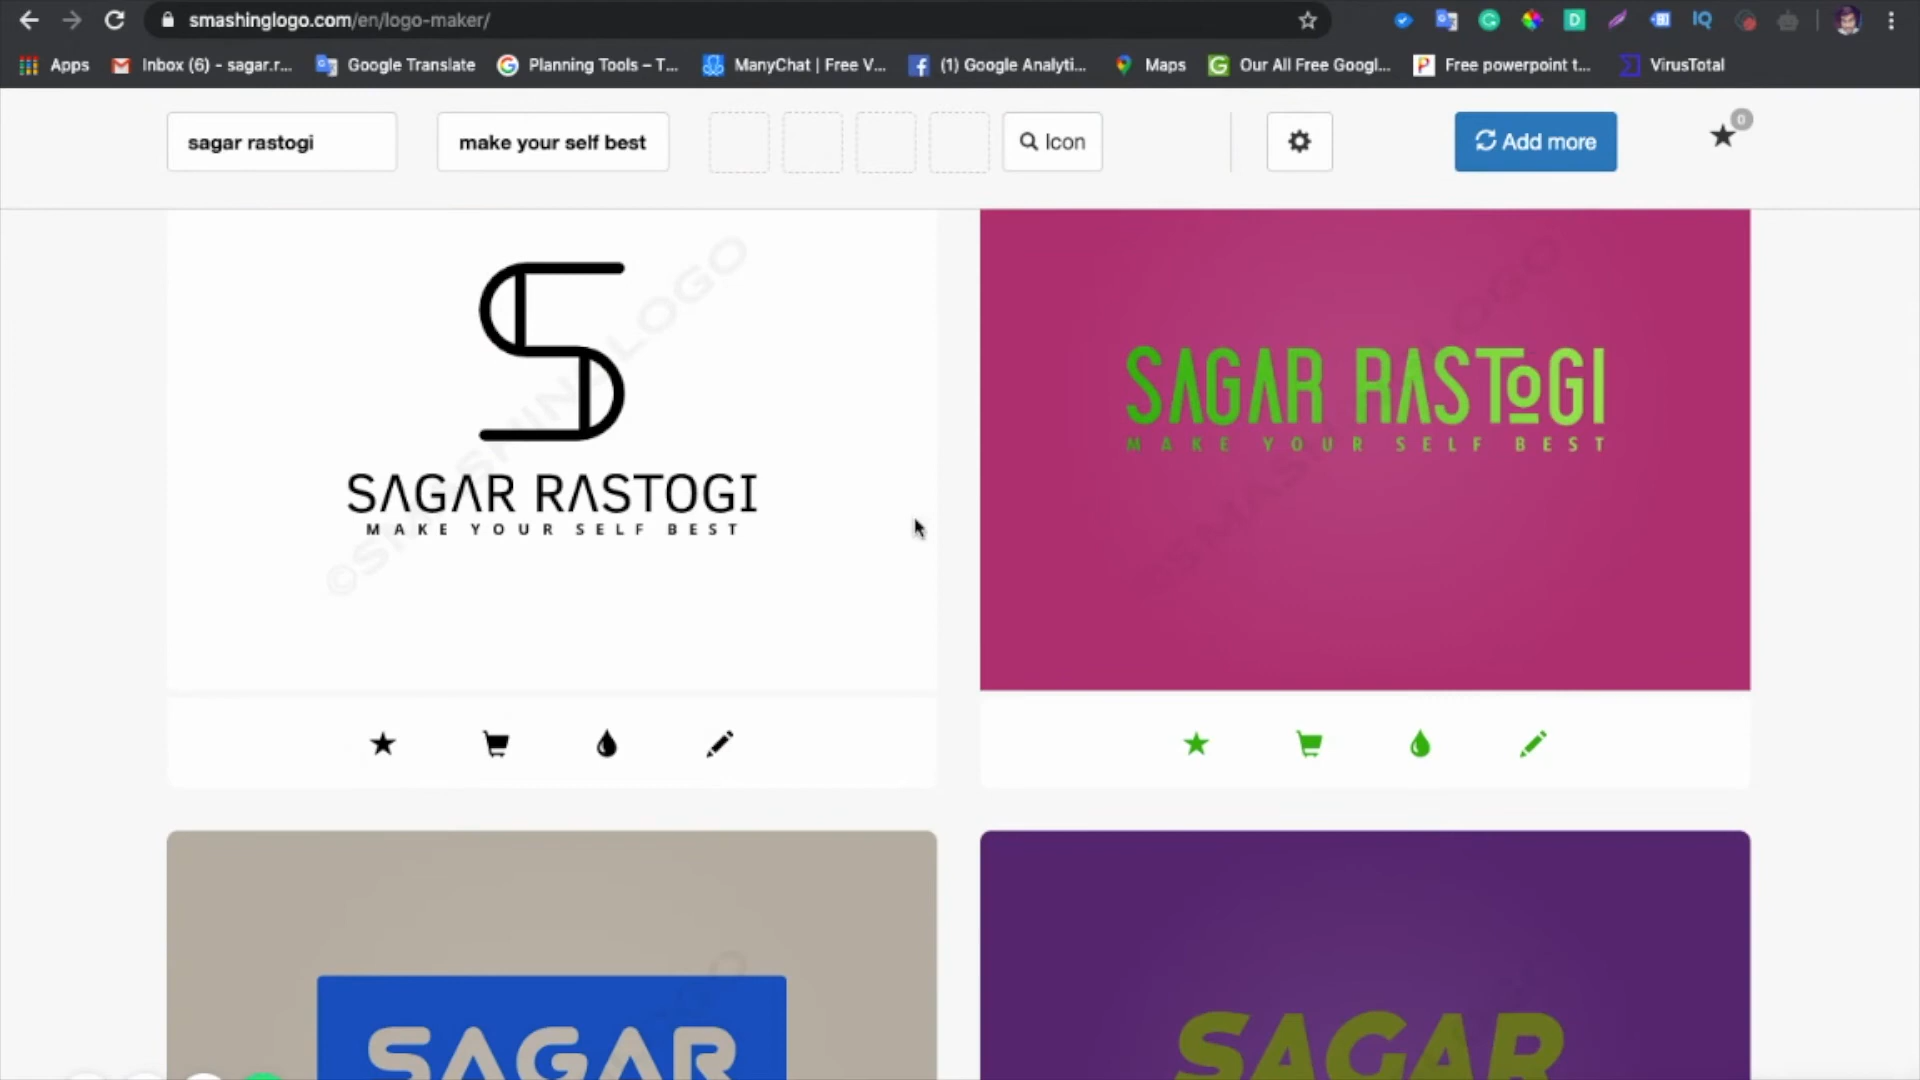 smashinglogo.com/en/logo-maker/
Apps
Inbox (6) - sagar.r...
Google Translate
Planning Tools – T...
ManyChat | Free V...
(1) Google Analyti...
Maps
Our All Free Googl...
Free powerpoint t...
VirusTotal
sagar rastogi
make your self best
Icon
Add more
0
SAGAR RASTOGI
MAKE YOUR SELF BEST
SAGAR RASTOGI
MAKE YOUR SELF BEST
SAGAR
SAGAR